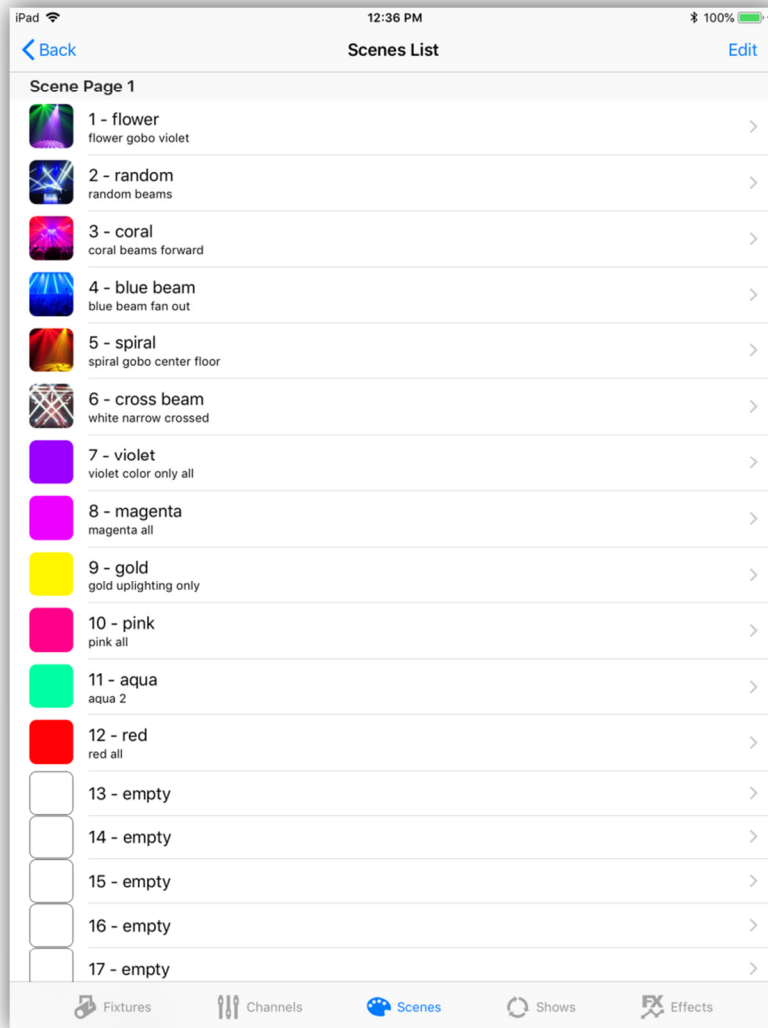 iPad 12:36 PM 100%
Back Scenes List Edit
Scene Page 1
1 - flower
flower gobo violet
2 - random
random beams
3 - coral
coral beams forward
4 - blue beam
blue beam fan out
5 - spiral
spiral gobo center floor
6 - cross beam
white narrow crossed
7 - violet
violet color only all
8 - magenta
magenta all
9 - gold
gold uplighting only
10 - pink
pink all
11 - aqua
aqua 2
12 - red
red all
13 - empty
14 - empty
15 - empty
16 - empty
17 - empty
Fixtures Channels Scenes Shows FX Effects